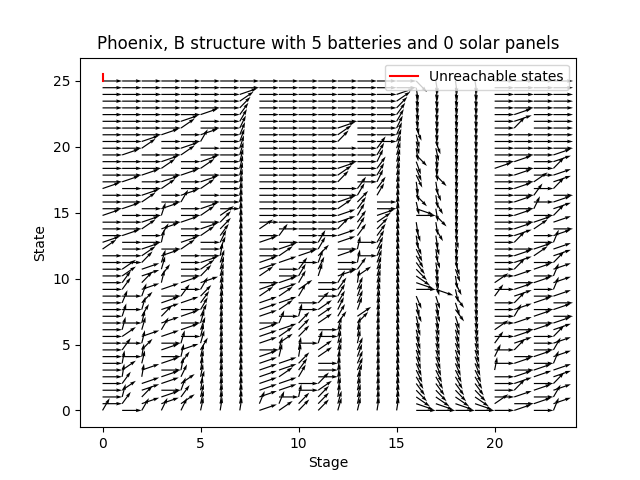 Phoenix, B structure with 5 batteries and 0 solar panels
Unreachable states
25
20
15
10
5
0
State
0 5 10 15 20
Stage